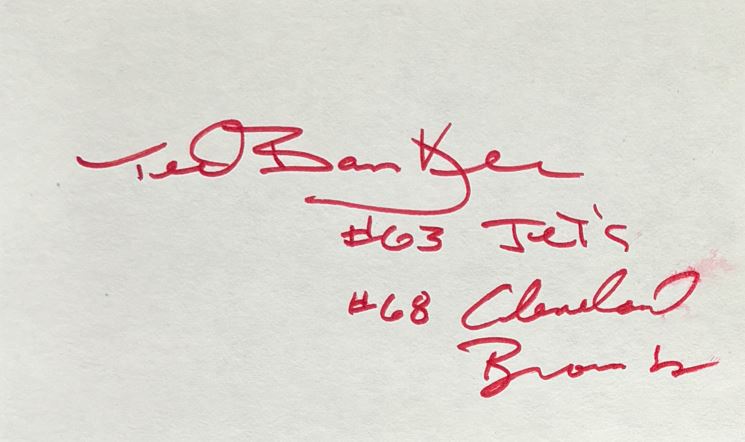 Ted Banker
#63 Jet's
#68 Cleveland
Browns